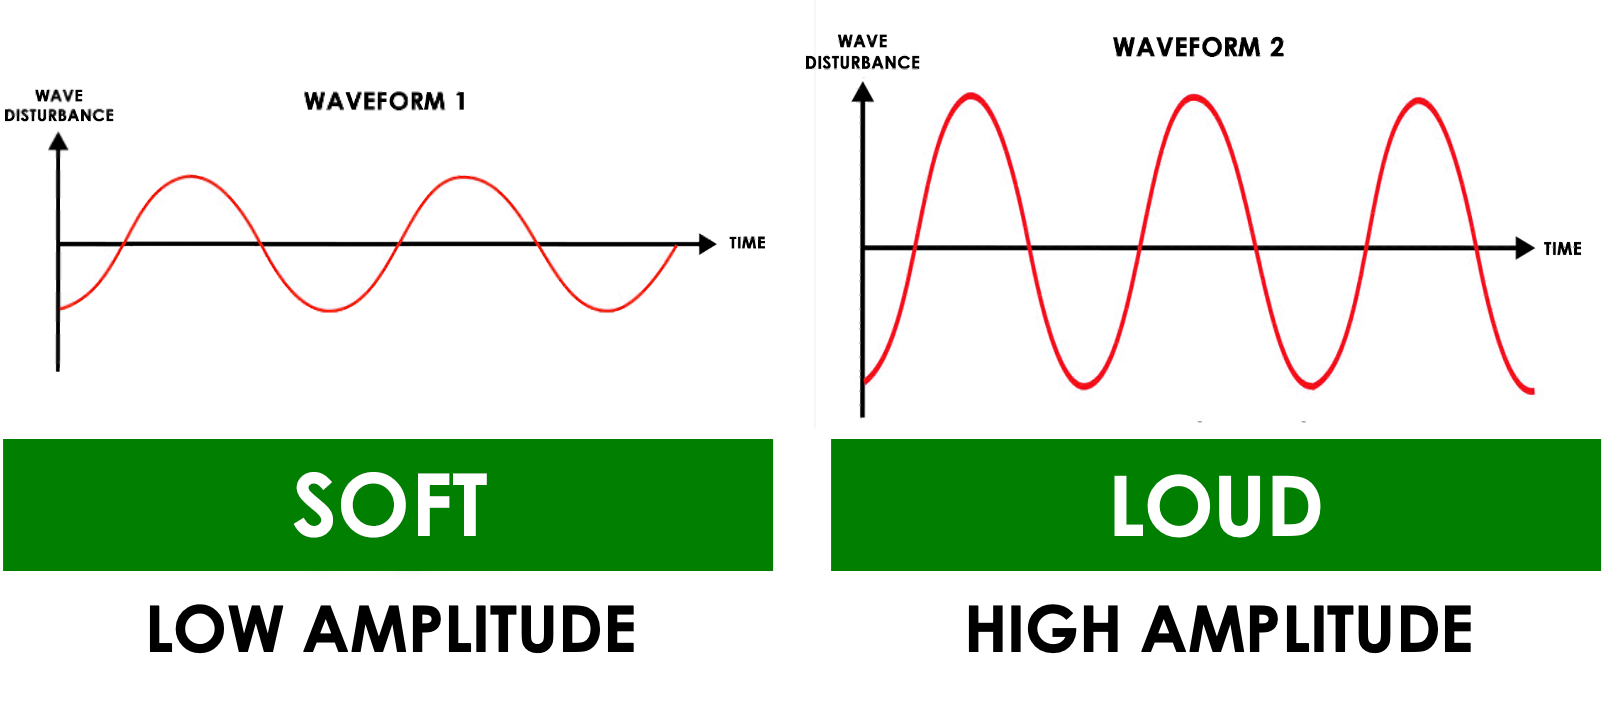 WAVE
DISTURBANCE
WAVEFORM 1
TIME
SOFT
LOW AMPLITUDE
WAVE
DISTURBANCE
WAVEFORM 2
TIME
LOUD
HIGH AMPLITUDE